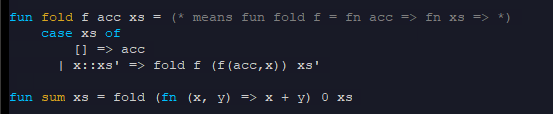 fun fold f acc xs = (* means fun fold f = fn acc => fn xs => *)
    case xs of
        [] => acc
      | x::xs' => fold f (f(acc,x)) xs'
fun sum xs = fold (fn (x, y) => x + y) 0 xs